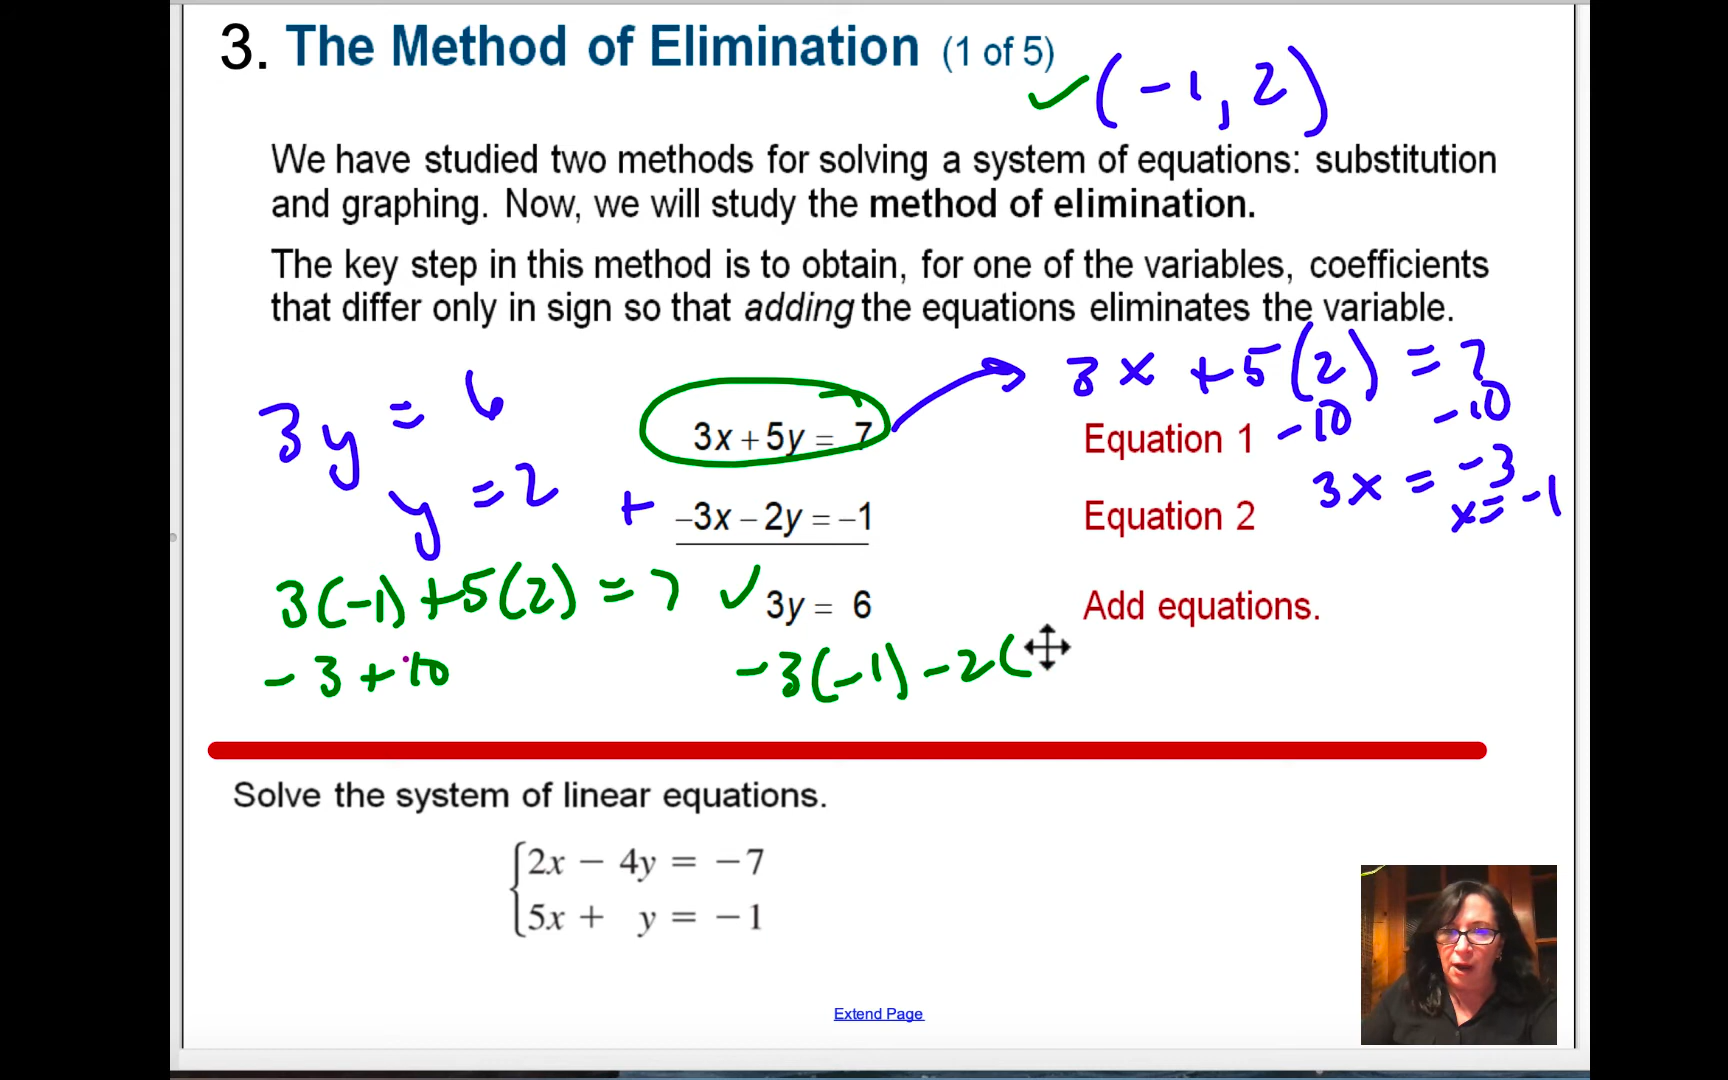 3. The Method of Elimination (1 of 5)
✓(-1, 2)
We have studied two methods for solving a system of equations: substitution
and graphing. Now, we will study the method of elimination.
The key step in this method is to obtain, for one of the variables, coefficients
that differ only in sign so that adding the equations eliminates the variable.
3x + 5(2) = 7
-10 -10
3x = -3
x = -1
3y = 6
y = 2
3x + 5y = 7 Equation 1
+ -3x - 2y = -1 Equation 2
3y = 6 Add equations.
3(-1) + 5(2) = 7 ✓
-3 + 10
-3(-1) - 2(
Solve the system of linear equations.
2x - 4y = -7
5x + y = -1
Extend Page